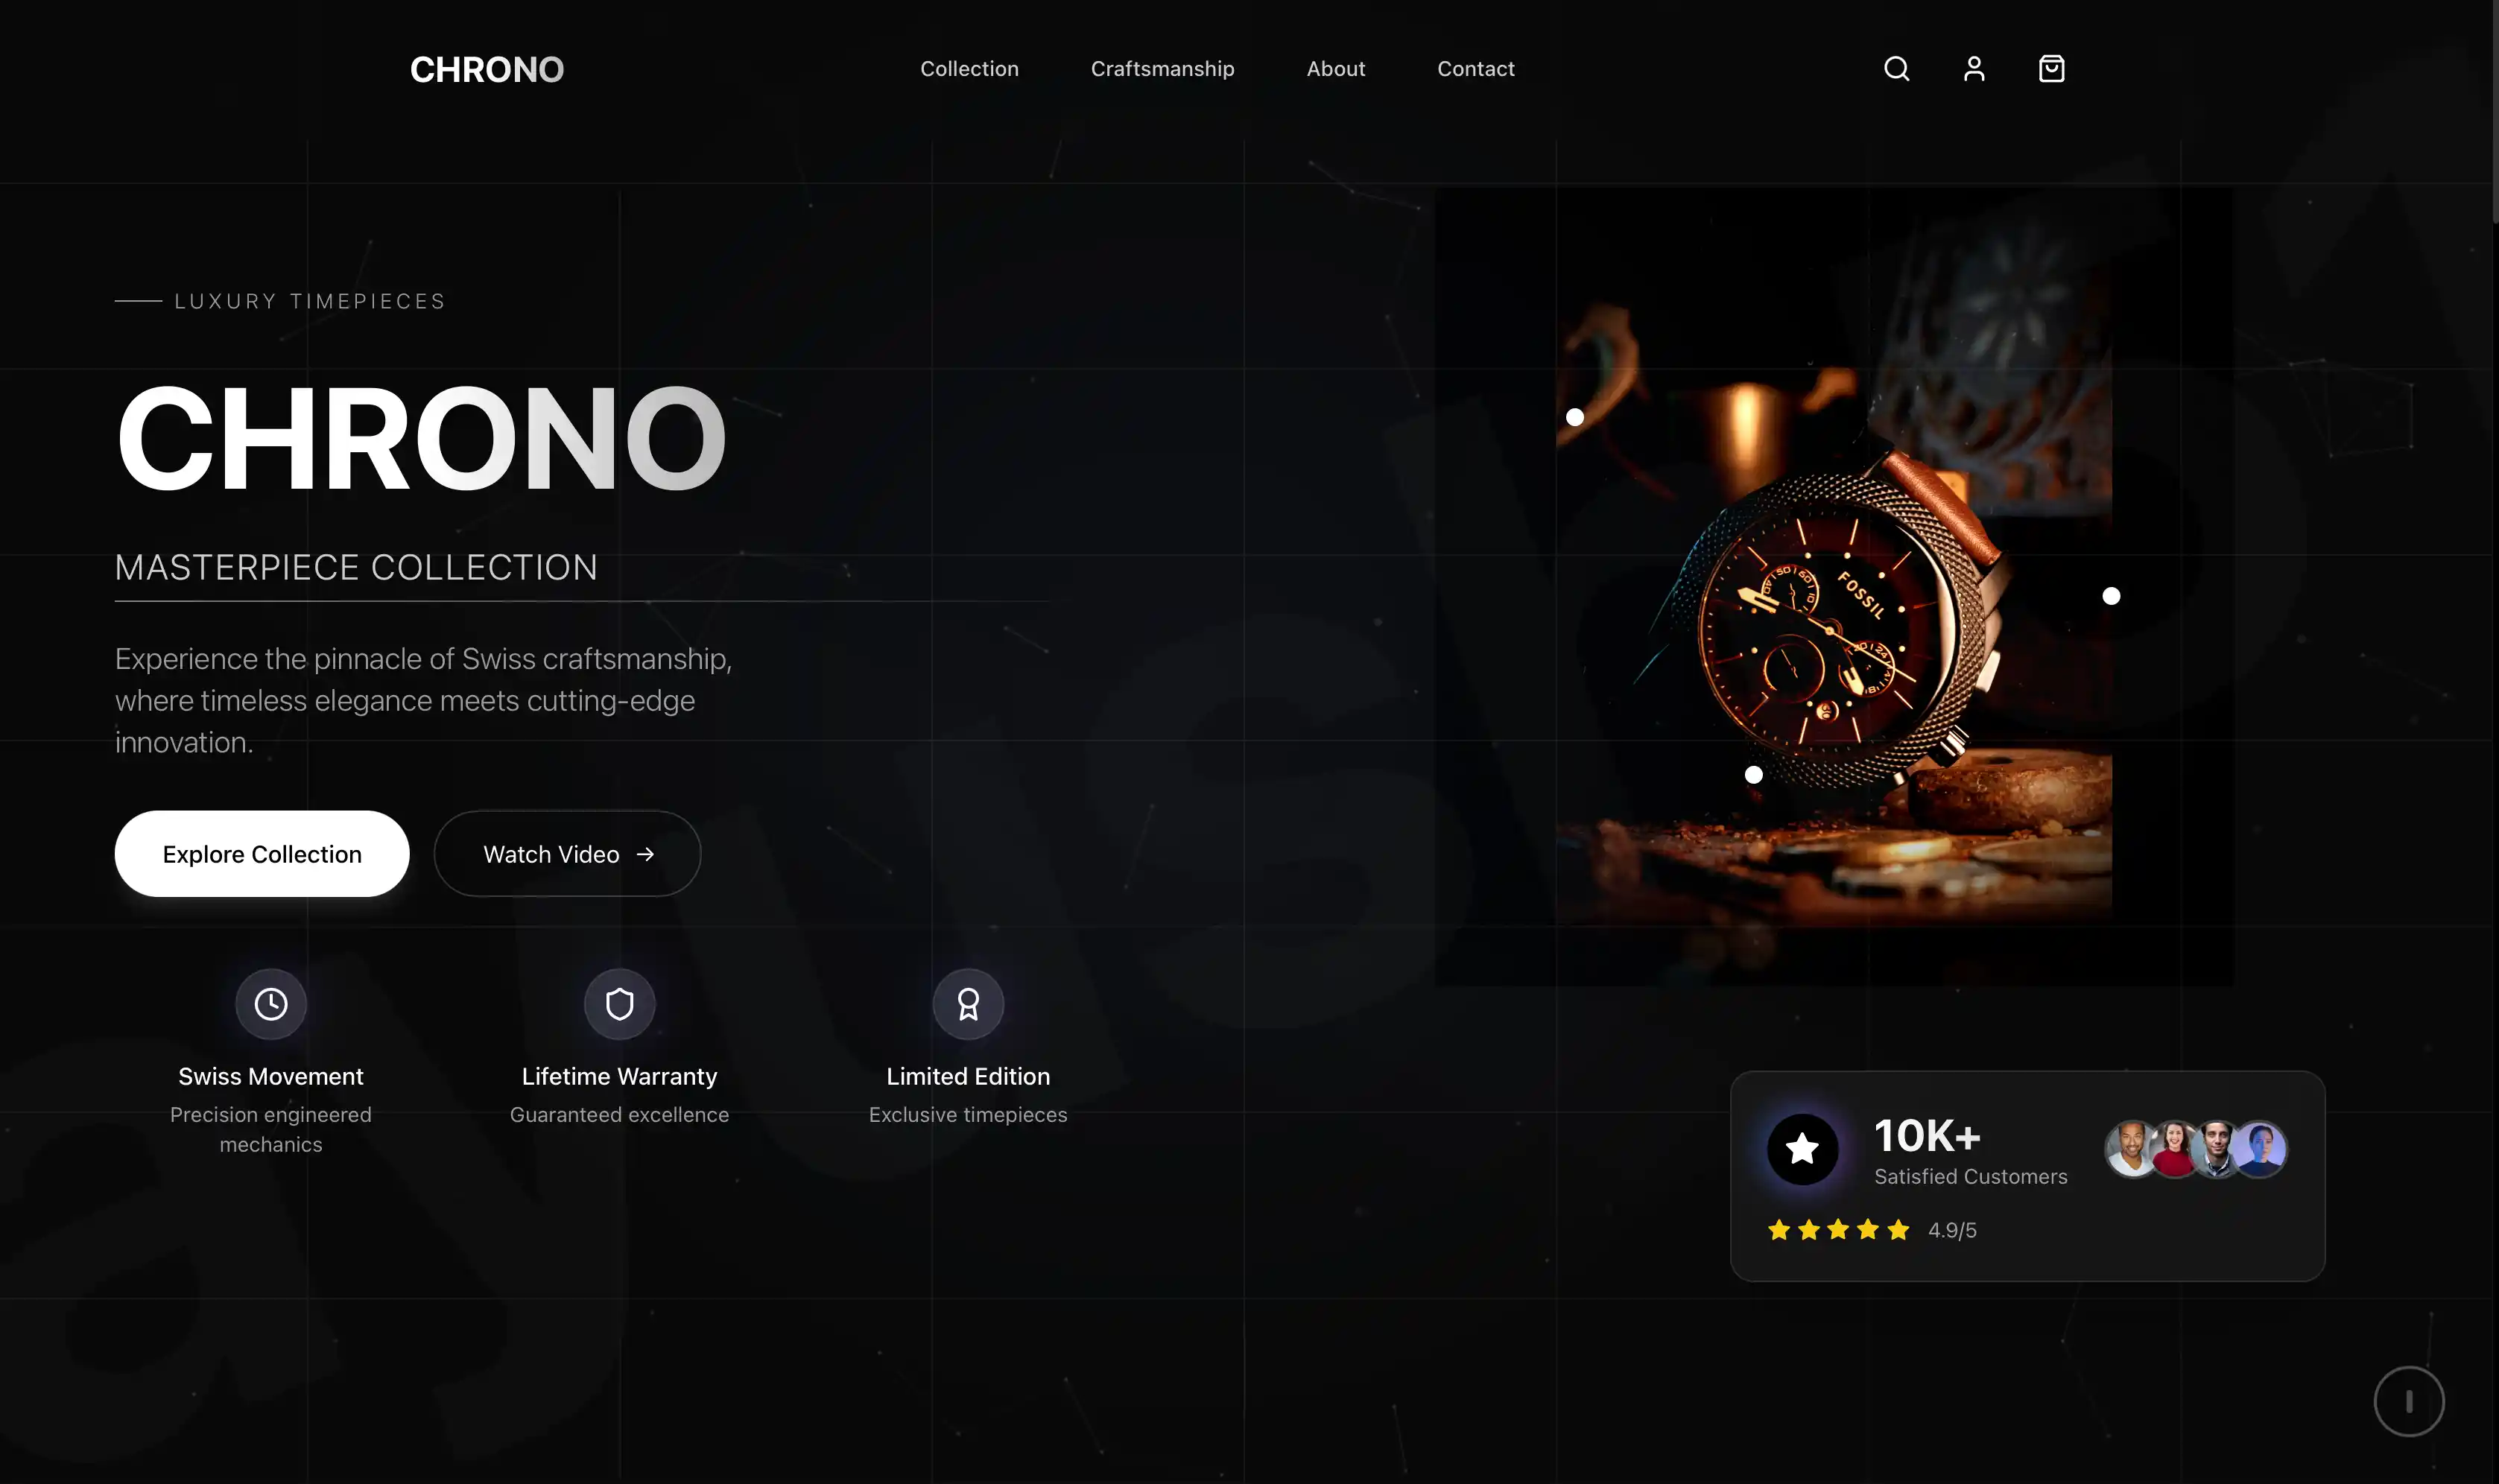 CHRONO
Collection
Craftsmanship
About
Contact
LUXURY TIMEPIECES
CHRONO
MASTERPIECE COLLECTION
Experience the pinnacle of Swiss craftsmanship,
where timeless elegance meets cutting-edge
innovation.
Explore Collection
Watch Video →
FOSSIL
Swiss Movement
Precision engineered
mechanics
Lifetime Warranty
Guaranteed excellence
Limited Edition
Exclusive timepieces
10K+
Satisfied Customers
4.9/5